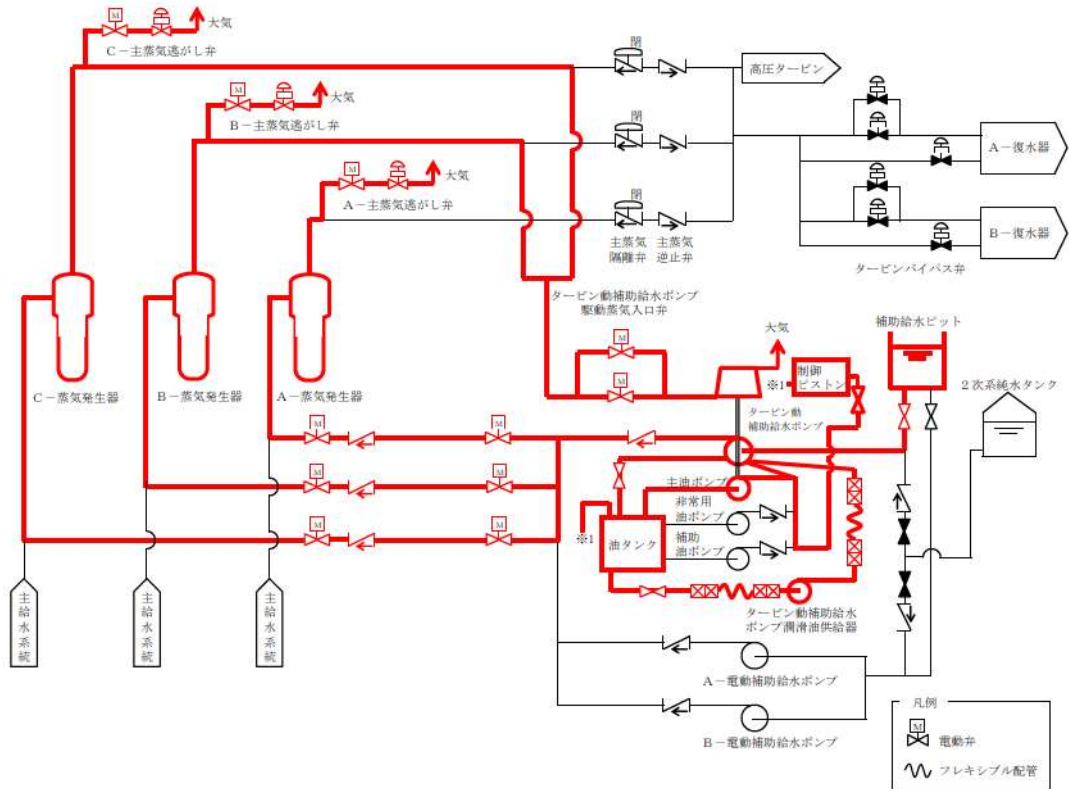 M
大気
C－主蒸気逃がし弁
M
大気
B－主蒸気逃がし弁
M
大気
A－主蒸気逃がし弁
閉
閉
閉
主蒸気
隔離弁
主蒸気
逆止弁
高圧タービン
A－復水器
B－復水器
タービンバイパス弁
タービン動補助給水ポンプ
駆動蒸気入口弁
M
M
大気
※1
制御
ピストン
補助給水ピット
2次系純水タンク
C－蒸気発生器
B－蒸気発生器
A－蒸気発生器
タービン動
補助給水ポンプ
M
M
M
M
M
M
主油ポンプ
非常用
油ポンプ
補助
油ポンプ
※1
油タンク
タービン動補助給水
ポンプ潤滑油供給器
主給水系統
主給水系統
主給水系統
A－電動補助給水ポンプ
B－電動補助給水ポンプ
凡例
M
電動弁
フレキシブル配管